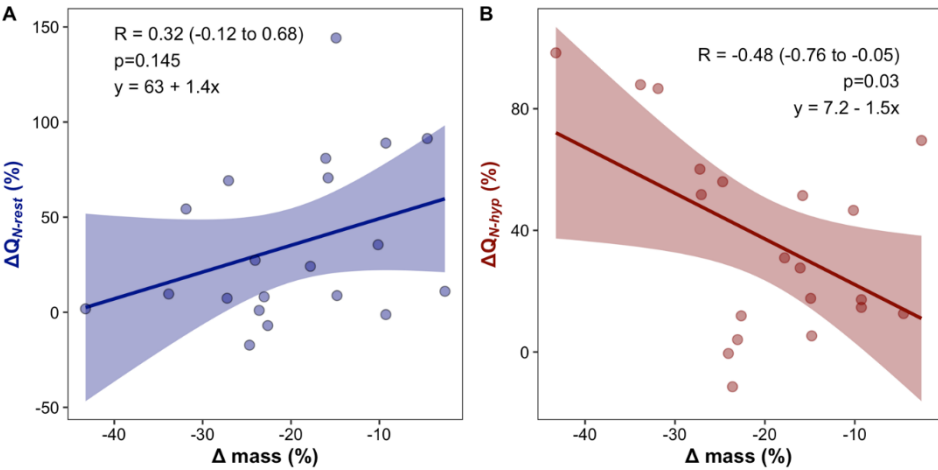 A
R = 0.32 (-0.12 to 0.68)
p=0.145
y = 63 + 1.4x
150
100
50
0
-50
ΔQN-rest (%)
-40 -30 -20 -10
Δ mass (%)
B
R = -0.48 (-0.76 to -0.05)
p=0.03
y = 7.2 - 1.5x
80
40
0
ΔQN-hyp (%)
-40 -30 -20 -10
Δ mass (%)